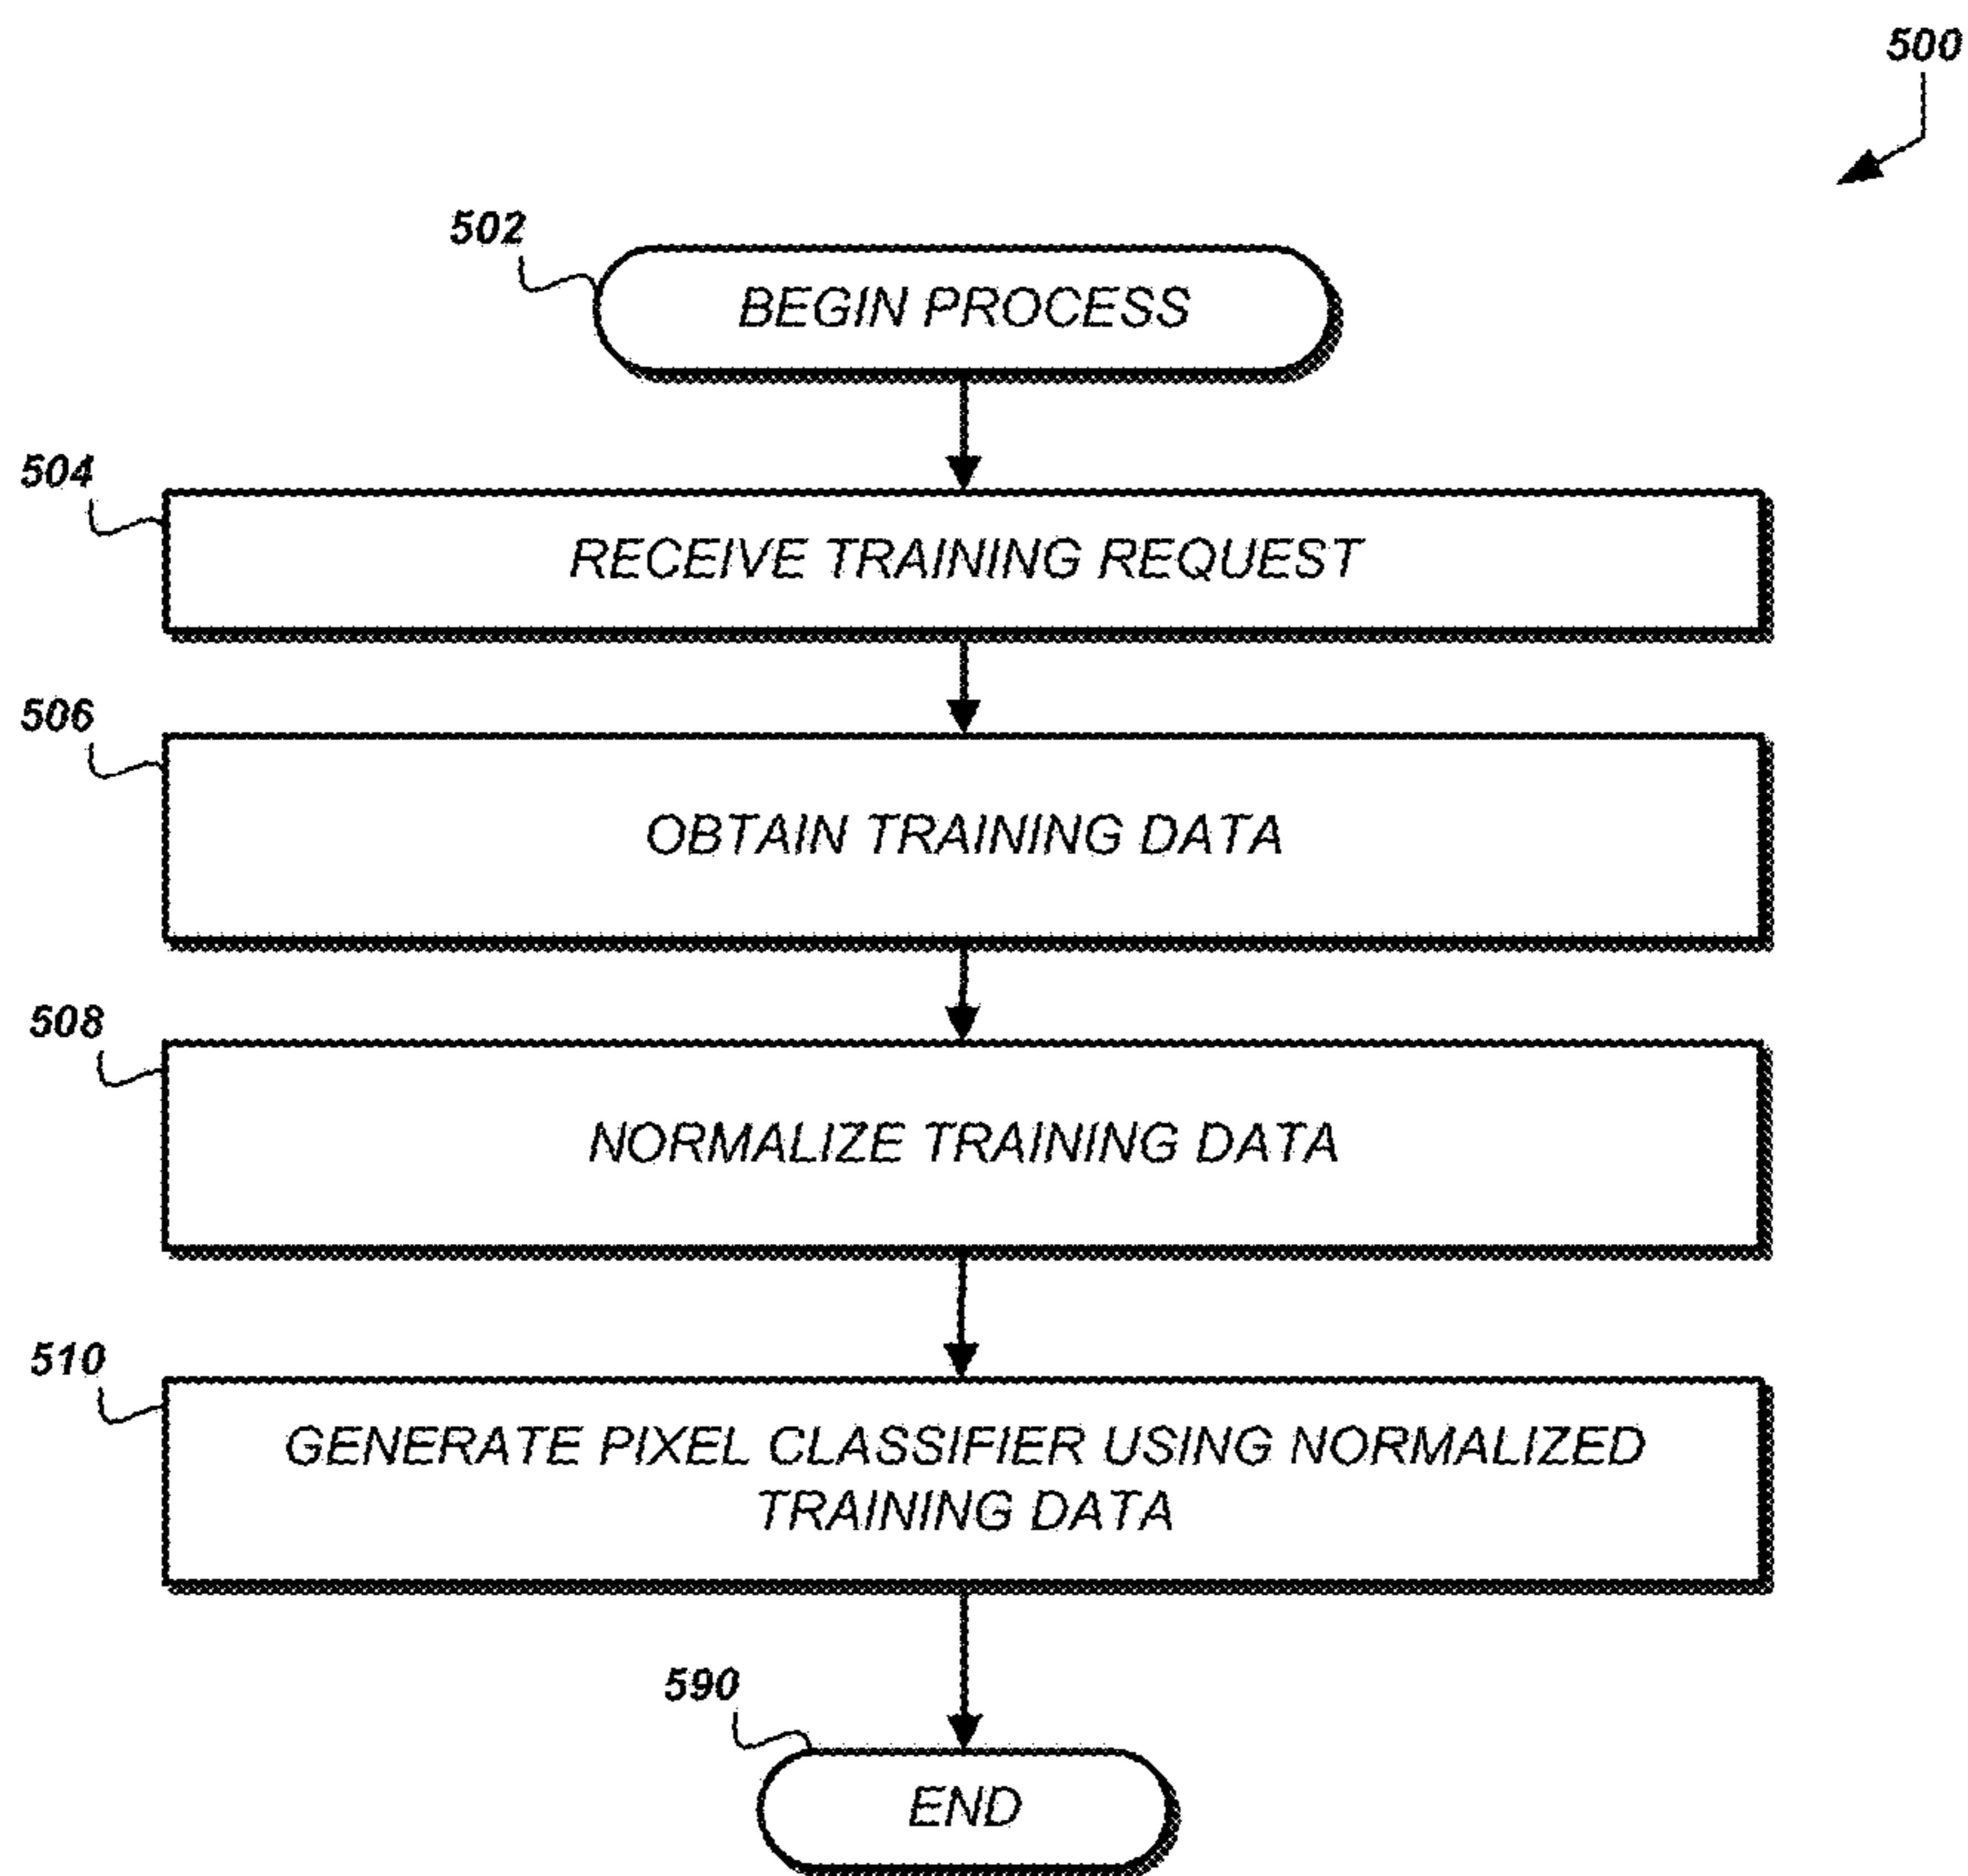 500
502
BEGIN PROCESS
504
RECEIVE TRAINING REQUEST
506
OBTAIN TRAINING DATA
508
NORMALIZE TRAINING DATA
510
GENERATE PIXEL CLASSIFIER USING NORMALIZED
TRAINING DATA
590
END